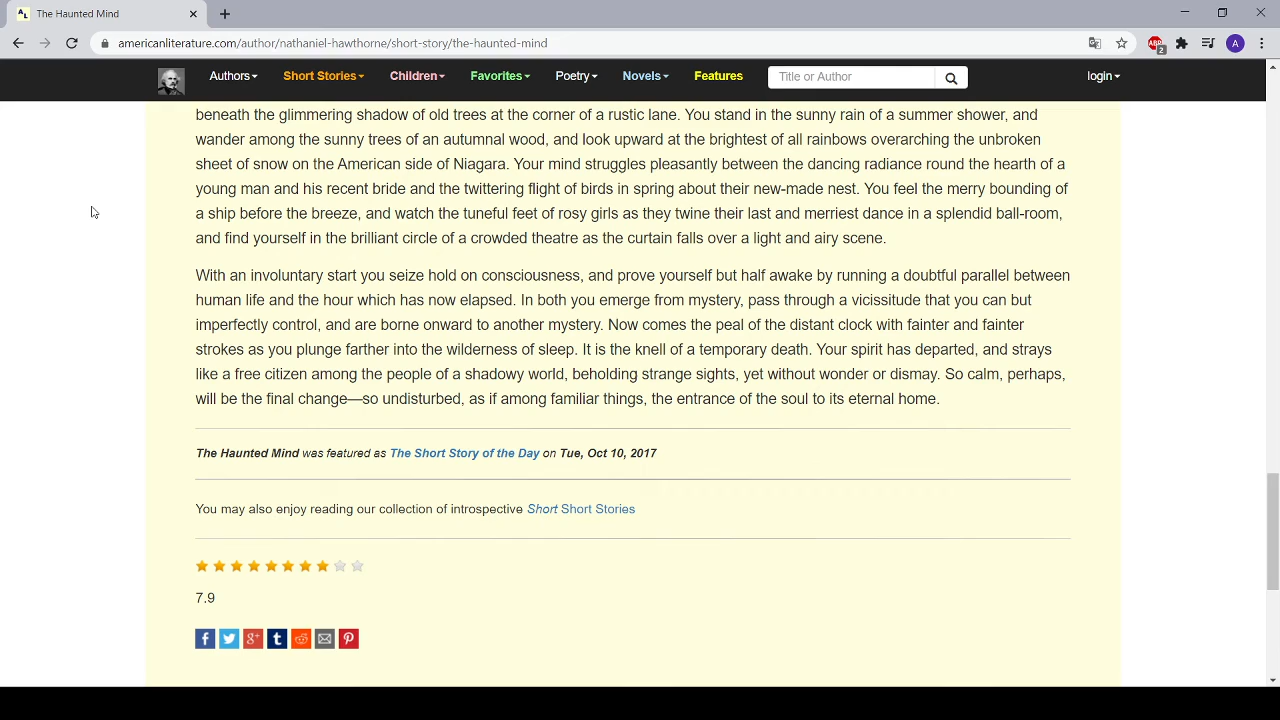 The Haunted Mind
americanliterature.com/author/nathaniel-hawthorne/short-story/the-haunted-mind
ABP
2
A
Authors
Short Stories
Children
Favorites
Poetry
Novels
Features
Title or Author
login
beneath the glimmering shadow of old trees at the corner of a rustic lane. You stand in the sunny rain of a summer shower, and
wander among the sunny trees of an autumnal wood, and look upward at the brightest of all rainbows overarching the unbroken
sheet of snow on the American side of Niagara. Your mind struggles pleasantly between the dancing radiance round the hearth of a
young man and his recent bride and the twittering flight of birds in spring about their new-made nest. You feel the merry bounding of
a ship before the breeze, and watch the tuneful feet of rosy girls as they twine their last and merriest dance in a splendid ball-room,
and find yourself in the brilliant circle of a crowded theatre as the curtain falls over a light and airy scene.
With an involuntary start you seize hold on consciousness, and prove yourself but half awake by running a doubtful parallel between
human life and the hour which has now elapsed. In both you emerge from mystery, pass through a vicissitude that you can but
imperfectly control, and are borne onward to another mystery. Now comes the peal of the distant clock with fainter and fainter
strokes as you plunge farther into the wilderness of sleep. It is the knell of a temporary death. Your spirit has departed, and strays
like a free citizen among the people of a shadowy world, beholding strange sights, yet without wonder or dismay. So calm, perhaps,
will be the final change—so undisturbed, as if among familiar things, the entrance of the soul to its eternal home.
The Haunted Mind was featured as The Short Story of the Day on Tue, Oct 10, 2017
You may also enjoy reading our collection of introspective Short Short Stories
7.9